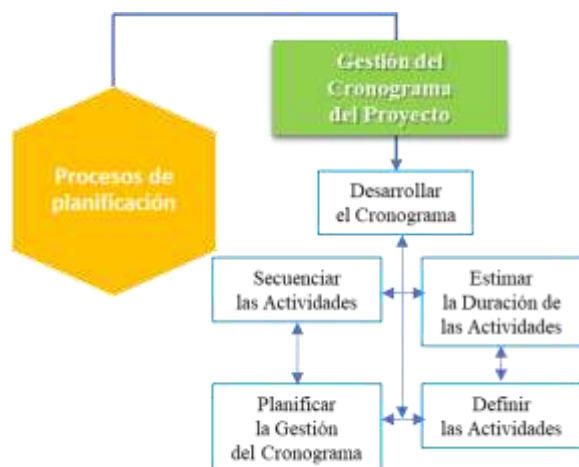 Gestión del
Cronograma
del Proyecto
Procesos de
planificación
Desarrollar
el Cronograma
Secuenciar
las Actividades
Estimar
la Duración de
las Actividades
Planificar
la Gestión
del Cronograma
Definir
las Actividades